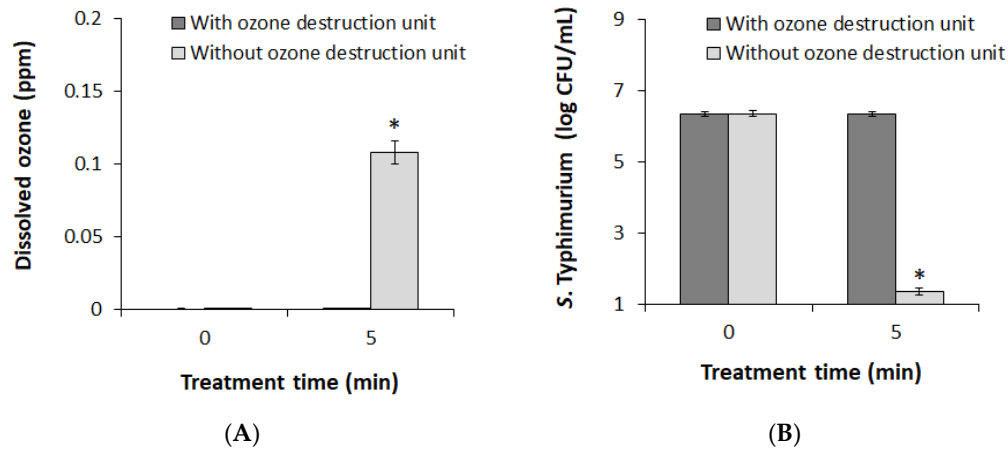 With ozone destruction unit
Without ozone destruction unit
Dissolved ozone (ppm)
0.2
0.15
0.1
0.05
0
*
0
5
Treatment time (min)
(A)
With ozone destruction unit
Without ozone destruction unit
S. Typhimurium (log CFU/mL)
9
7
5
3
1
*
0
5
Treatment time (min)
(B)